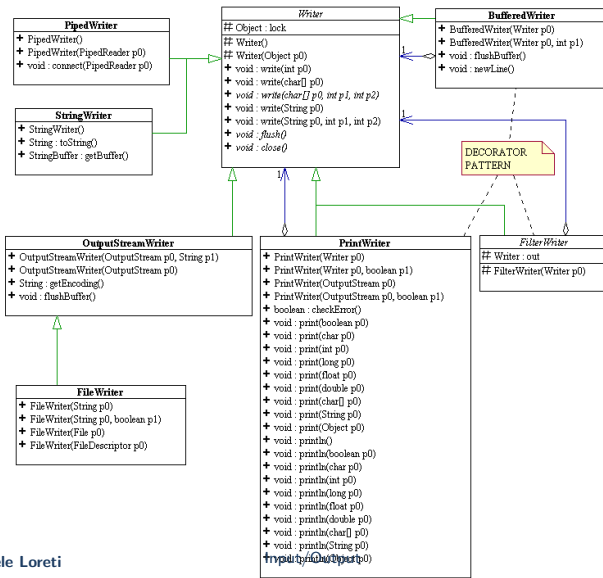 PipedWriter
+ PipedWriter()
+ PipedWriter(PipedReader p0)
+ void : connect(PipedReader p0)
StringWriter
+ StringWriter()
+ String : toString()
+ StringBuffer : getBuffer()
Writer
# Object : lock
# Writer()
# Writer(Object p0)
+ void : write(int p0)
+ void : write(char[] p0)
+ void : write(char[] p0, int p1, int p2)
+ void : write(String p0)
+ void : write(String p0, int p1, int p2)
+ void : flush()
+ void : close()
BufferedWriter
+ BufferedWriter(Writer p0)
+ BufferedWriter(Writer p0, int p1)
+ void : flushBuffer()
+ void : newLine()
1
1
1
DECORATOR
PATTERN
OutputStreamWriter
+ OutputStreamWriter(OutputStream p0, String p1)
+ OutputStreamWriter(OutputStream p0)
+ String : getEncoding()
+ void : flushBuffer()
PrintWriter
+ PrintWriter(Writer p0)
+ PrintWriter(Writer p0, boolean p1)
+ PrintWriter(OutputStream p0)
+ PrintWriter(OutputStream p0, boolean p1)
+ boolean : checkError()
+ void : print(boolean p0)
+ void : print(char p0)
+ void : print(int p0)
+ void : print(long p0)
+ void : print(float p0)
+ void : print(double p0)
+ void : print(char[] p0)
+ void : print(String p0)
+ void : print(Object p0)
+ void : println()
+ void : println(boolean p0)
+ void : println(char p0)
+ void : println(int p0)
+ void : println(long p0)
+ void : println(float p0)
+ void : println(double p0)
+ void : println(char[] p0)
+ void : println(String p0)
+ void : println(Object p0)
FilterWriter
# Writer : out
# FilterWriter(Writer p0)
FileWriter
+ FileWriter(String p0)
+ FileWriter(String p0, boolean p1)
+ FileWriter(File p0)
+ FileWriter(FileDescriptor p0)
ele Loreti
Input/Output